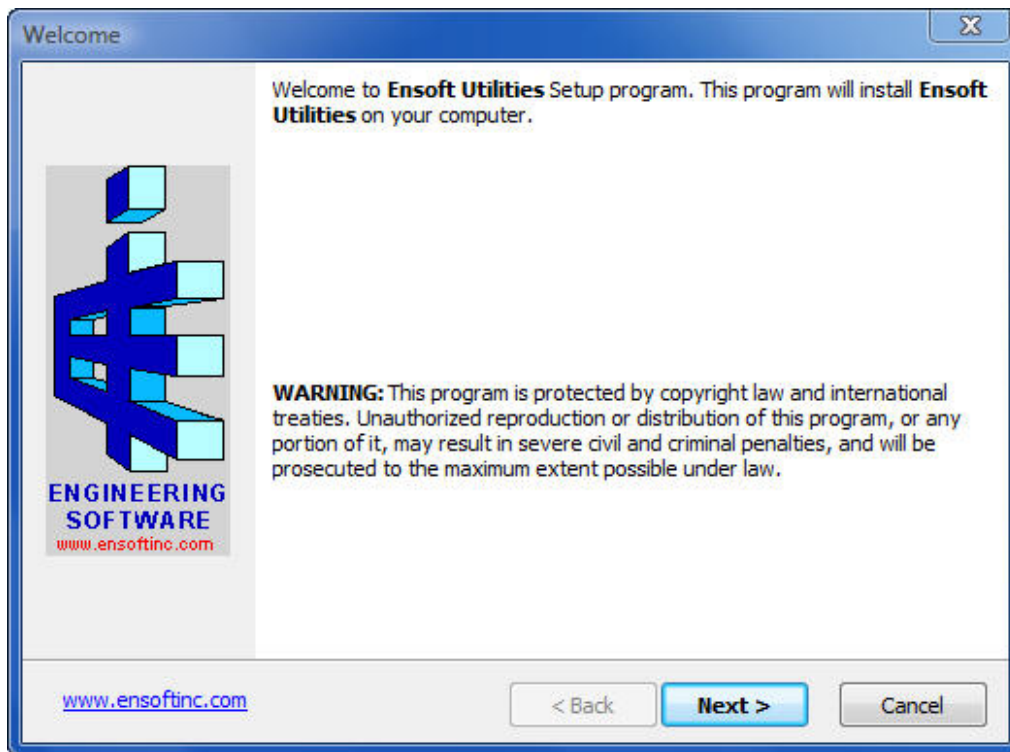 Welcome
Welcome to Ensoft Utilities Setup program. This program will install Ensoft
Utilities on your computer.
WARNING: This program is protected by copyright law and international
treaties. Unauthorized reproduction or distribution of this program, or any
portion of it, may result in severe civil and criminal penalties, and will be
prosecuted to the maximum extent possible under law.
ENGINEERING
SOFTWARE
www.ensoftinc.com
www.ensoftinc.com
< Back
Next >
Cancel